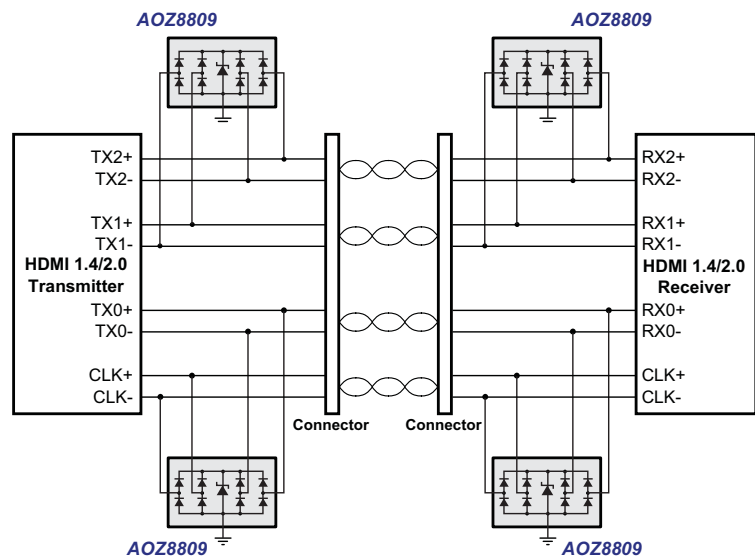 AOZ8809
AOZ8809
TX2+
TX2-
TX1+
TX1-
HDMI 1.4/2.0
Transmitter
TX0+
TX0-
CLK+
CLK-
RX2+
RX2-
RX1+
RX1-
HDMI 1.4/2.0
Receiver
RX0+
RX0-
CLK+
CLK-
Connector
Connector
AOZ8809
AOZ8809